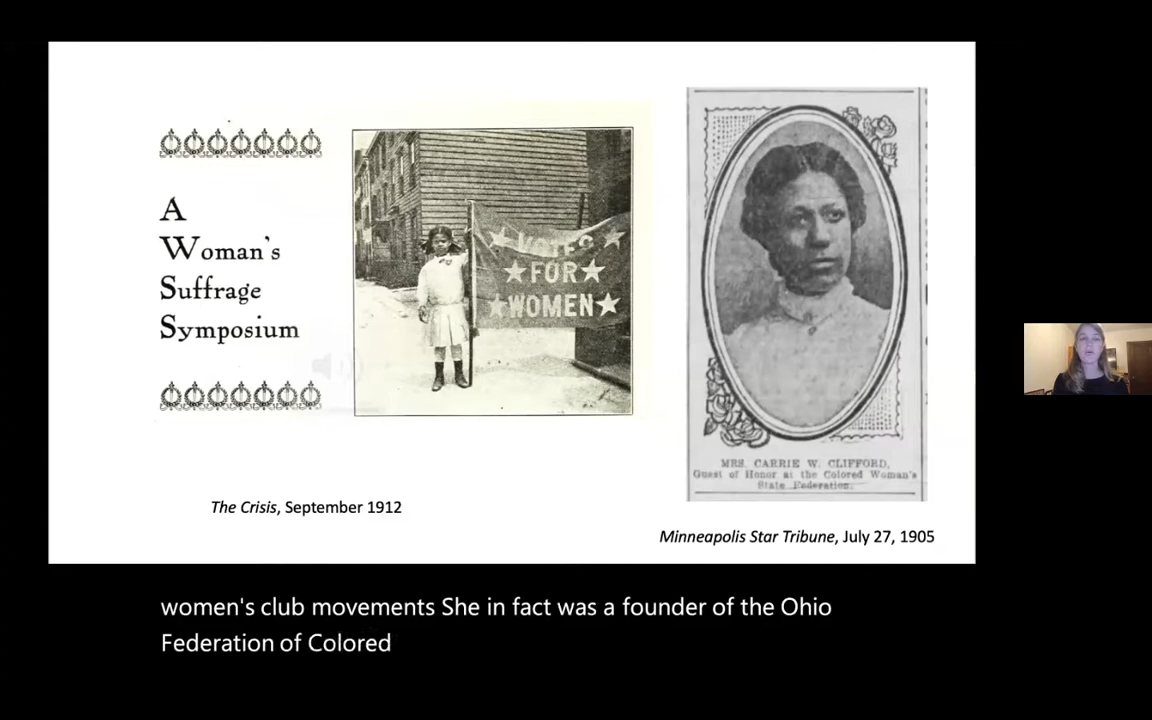 A
Woman's
Suffrage
Symposium
VOTES
FOR
WOMEN
The Crisis, September 1912
MRS. CARRIE W. CLIFFORD,
Guest of Honor at the Colored Woman's
State Federation.
Minneapolis Star Tribune, July 27, 1905
women's club movements She in fact was a founder of the Ohio
Federation of Colored